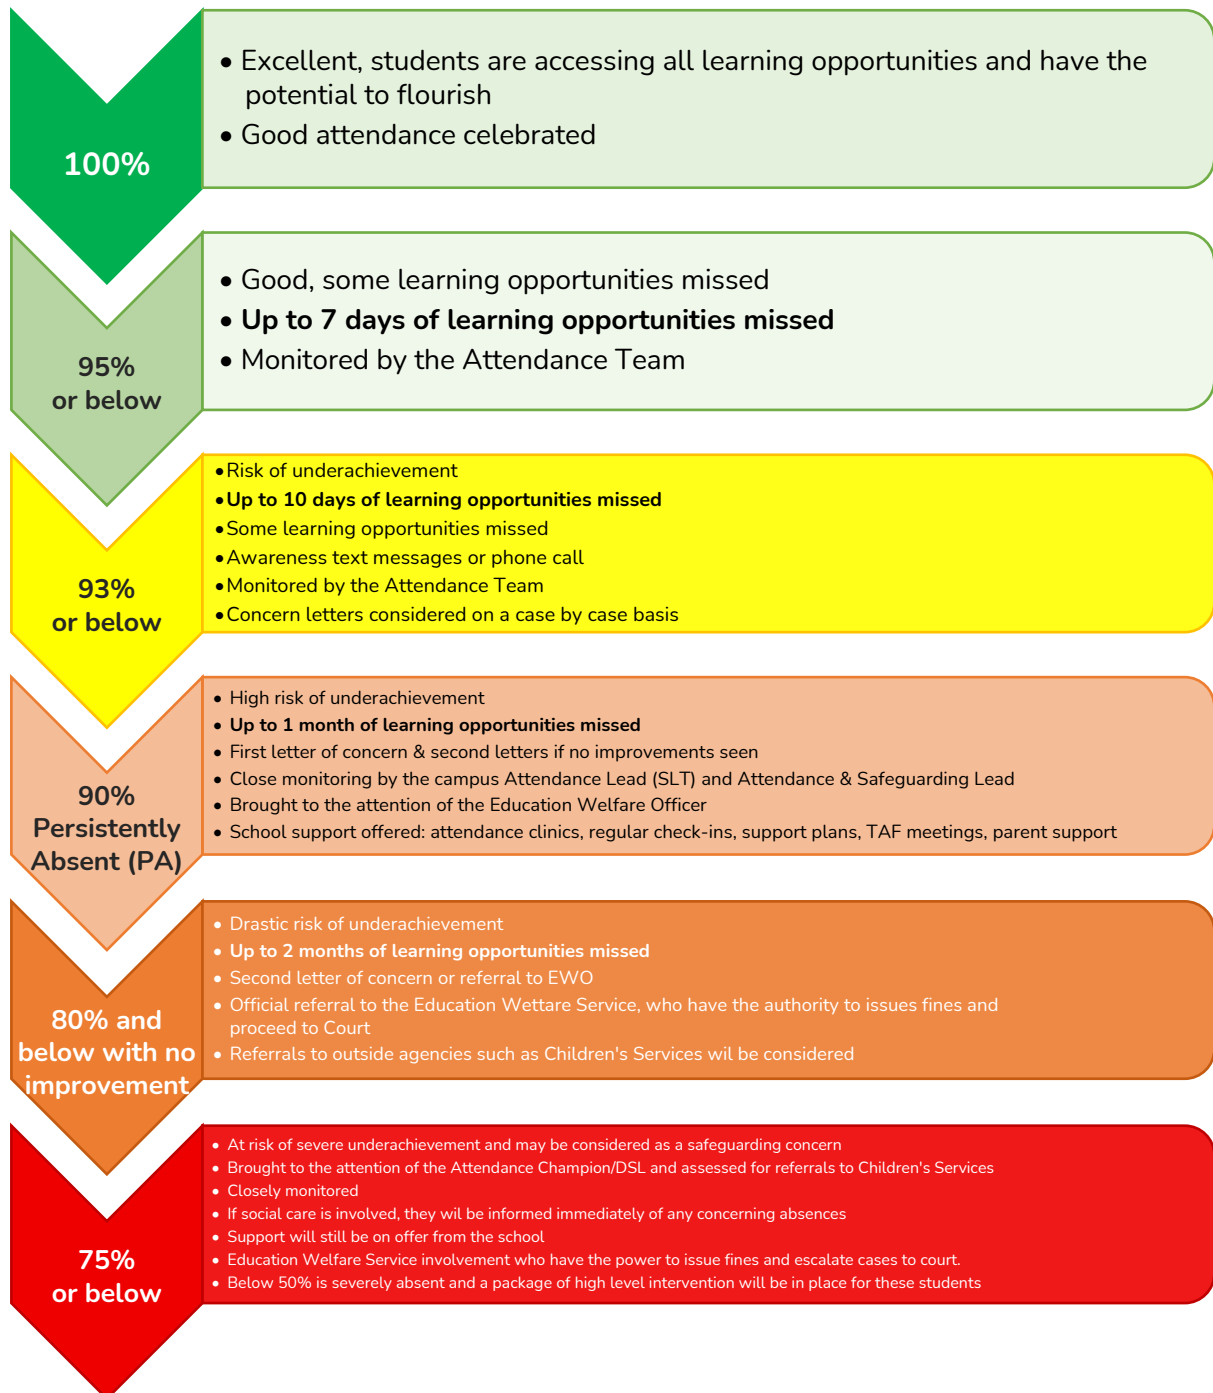 100%
• Excellent, students are accessing all learning opportunities and have the
potential to flourish
• Good attendance celebrated
95%
or below
• Good, some learning opportunities missed
• Up to 7 days of learning opportunities missed
• Monitored by the Attendance Team
93%
or below
•Risk of underachievement
•Up to 10 days of learning opportunities missed
•Some learning opportunities missed
•Awareness text messages or phone call
•Monitored by the Attendance Team
•Concern letters considered on a case by case basis
90%
Persistently
Absent (PA)
• High risk of underachievement
• Up to 1 month of learning opportunities missed
• First letter of concern & second letters if no improvements seen
• Close monitoring by the campus Attendance Lead (SLT) and Attendance & Safeguarding Lead
• Brought to the attention of the Education Welfare Officer
• School support offered: attendance clinics, regular check-ins, support plans, TAF meetings, parent support
80% and
below with no
improvement
• Drastic risk of underachievement
• Up to 2 months of learning opportunities missed
• Second letter of concern or referral to EWO
• Official referral to the Education Wettare Service, who have the authority to issues fines and
proceed to Court
• Referrals to outside agencies such as Children's Services wil be considered
75%
or below
• At risk of severe underachievement and may be considered as a safeguarding concern
• Brought to the attention of the Attendance Champion/DSL and assessed for referrals to Children's Services
• Closely monitored
• If social care is involved, they wil be informed immediately of any concerning absences
• Support will still be on offer from the school
• Education Welfare Service involvement who have the power to issue fines and escalate cases to court.
• Below 50% is severely absent and a package of high level intervention will be in place for these students